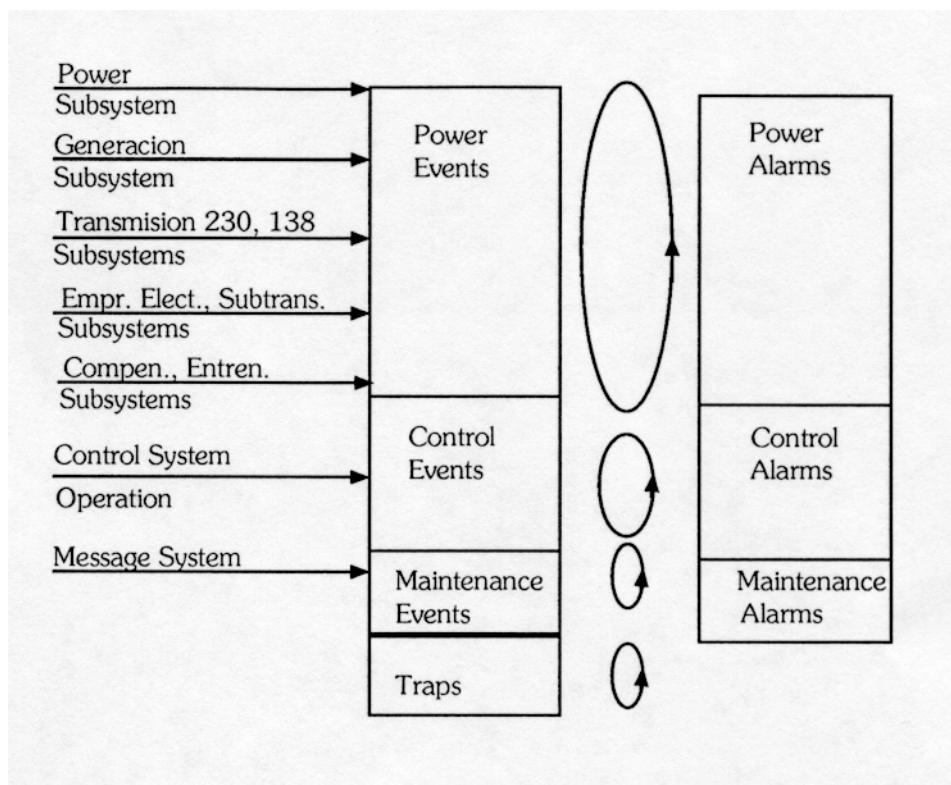 Power
Subsystem
Generacion
Subsystem
Transmision 230, 138
Subsystems
Empr. Elect., Subtrans.
Subsystems
Compen., Entren.
Subsystems
Control System
Operation
Message System
Power
Events
Control
Events
Maintenance
Events
Traps
Power
Alarms
Control
Alarms
Maintenance
Alarms